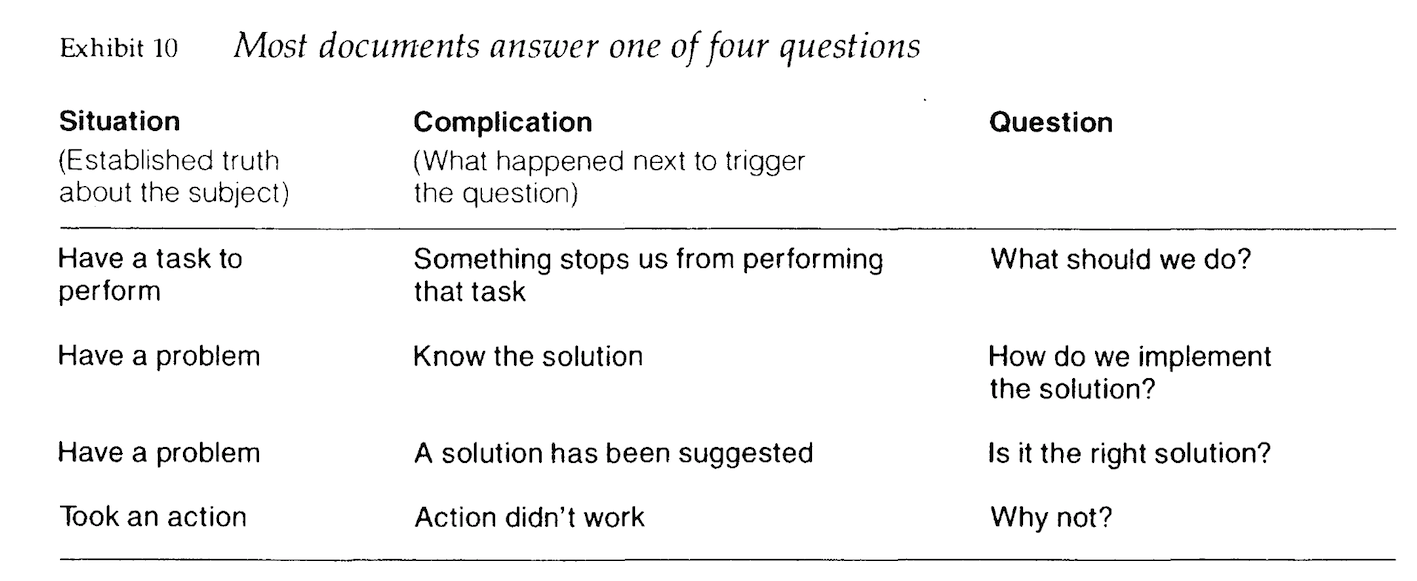 Exhibit 10 Most documents answer one of four questions
Situation Complication Question
(Established truth (What happened next to trigger
about the subject) the question)
Have a task to Something stops us from performing What should we do?
perform that task
Have a problem Know the solution How do we implement
the solution?
Have a problem A solution has been suggested Is it the right solution?
Took an action Action didn't work Why not?